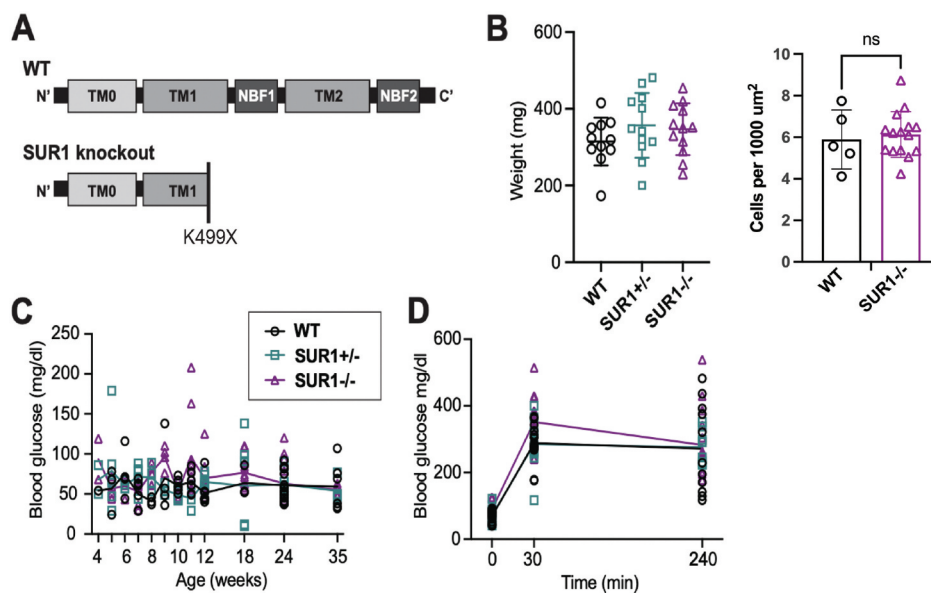 A
WT
N' TM0 TM1 NBF1 TM2 NBF2 C'
SUR1 knockout
N' TM0 TM1
K499X
B
Weight (mg)
600
400
200
0
WT
SUR1+/-
SUR1-/-
ns
Cells per 1000 um2
10
8
6
4
2
0
WT
SUR1-/-
C
WT
SUR1+/-
SUR1-/-
Blood glucose (mg/dl)
250
200
150
100
50
0
4 6 8 10 12 18 24 35
Age (weeks)
D
Blood glucose mg/dl
600
400
200
0
0 30 240
Time (min)